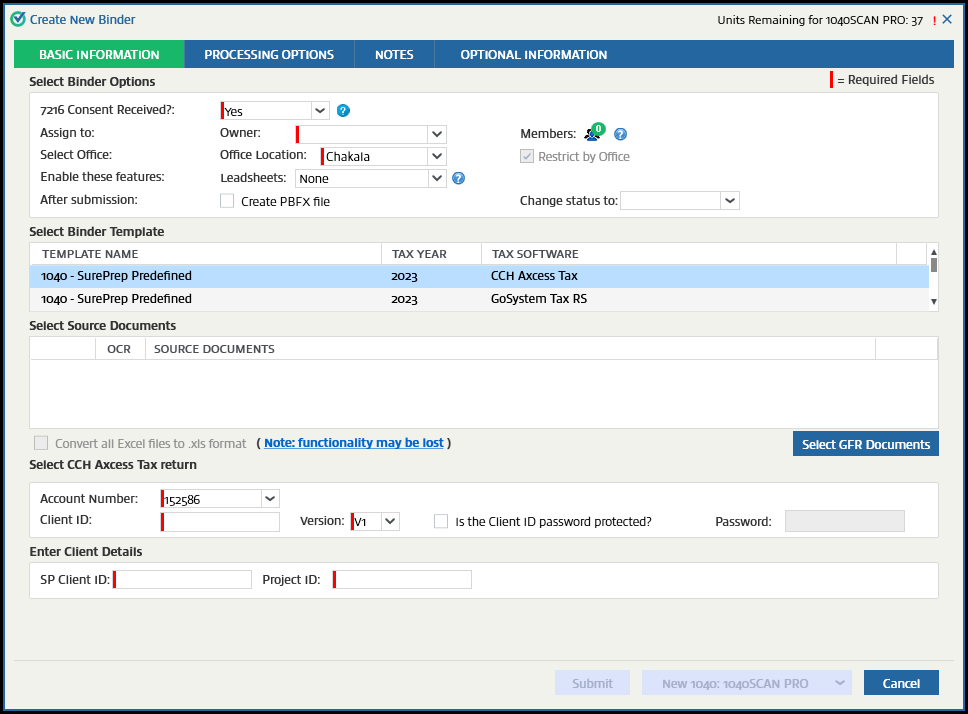 Create New Binder
Units Remaining for 1040SCAN PRO: 37 !
BASIC INFORMATION PROCESSING OPTIONS NOTES OPTIONAL INFORMATION
Select Binder Options = Required Fields
7216 Consent Received?: Yes ?
Assign to: Owner: Members: 0 ?
Select Office: Office Location: Chakala Restrict by Office
Enable these features: Leadsheets: None ?
After submission: Create PBFX file Change status to:
Select Binder Template
TEMPLATE NAME TAX YEAR TAX SOFTWARE
1040 - SurePrep Predefined 2023 CCH Axcess Tax
1040 - SurePrep Predefined 2023 GoSystem Tax RS
Select Source Documents
OCR SOURCE DOCUMENTS
Convert all Excel files to .xls format ( Note: functionality may be lost ) Select GFR Documents
Select CCH Axcess Tax return
Account Number: 152586
Client ID: Version: V1 Is the Client ID password protected? Password:
Enter Client Details
SP Client ID: Project ID:
Submit New 1040: 1040SCAN PRO Cancel